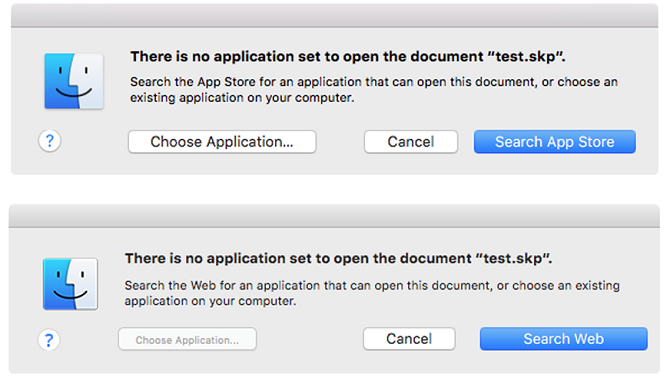 There is no application set to open the document “test.skp”.
Search the App Store for an application that can open this document, or choose an
existing application on your computer.
? Choose Application... Cancel Search App Store
There is no application set to open the document “test.skp”.
Search the Web for an application that can open this document, or choose an existing
application on your computer.
? Choose Application... Cancel Search Web